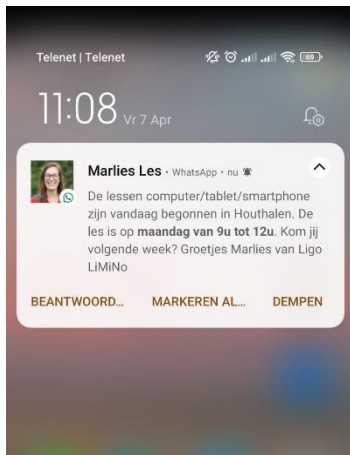 Telenet | Telenet
69
11:08 Vr 7 Apr
Marlies Les · WhatsApp · nu
De lessen computer/tablet/smartphone
zijn vandaag begonnen in Houthalen. De
les is op maandag van 9u tot 12u. Kom jij
volgende week? Groetjes Marlies van Ligo
LiMiNo
BEANTWOORD...
MARKEREN AL...
DEMPEN